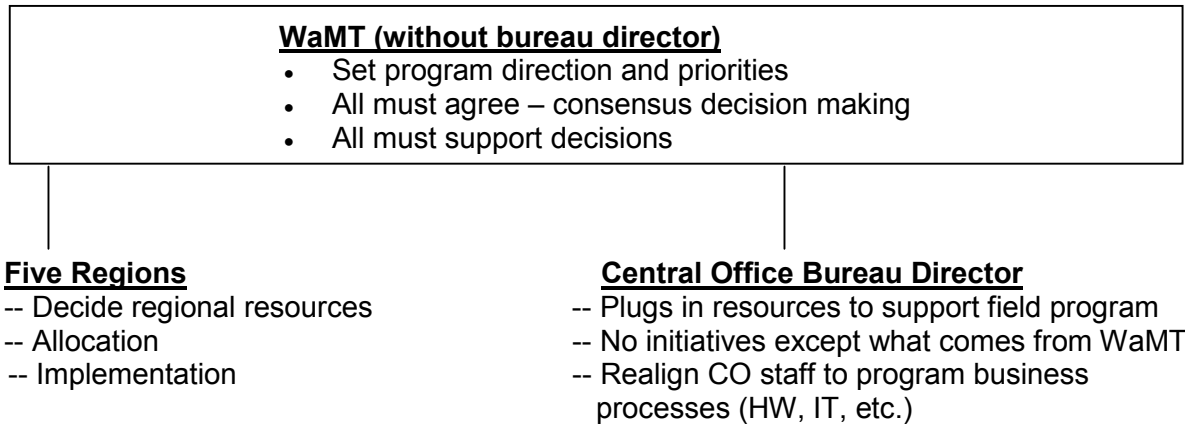 WaMT (without bureau director)
• Set program direction and priorities
• All must agree – consensus decision making
• All must support decisions
Five Regions
-- Decide regional resources
-- Allocation
-- Implementation
Central Office Bureau Director
-- Plugs in resources to support field program
-- No initiatives except what comes from WaMT
-- Realign CO staff to program business
processes (HW, IT, etc.)